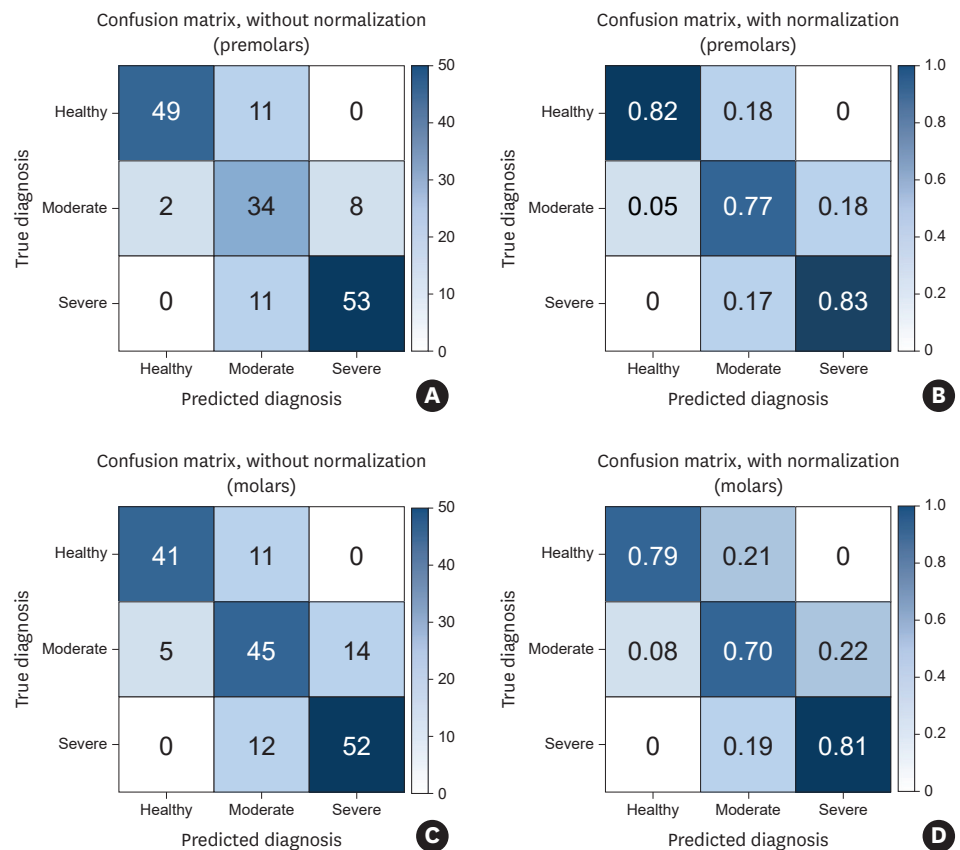 Confusion matrix, without normalization
(premolars)
True diagnosis
Healthy
49 11 0
Moderate
2 34 8
Severe
0 11 53
Healthy Moderate Severe
Predicted diagnosis
50
40
30
20
10
0
A
Confusion matrix, with normalization
(premolars)
True diagnosis
Healthy
0.82 0.18 0
Moderate
0.05 0.77 0.18
Severe
0 0.17 0.83
Healthy Moderate Severe
Predicted diagnosis
1.0
0.8
0.6
0.4
0.2
0
B
Confusion matrix, without normalization
(molars)
True diagnosis
Healthy
41 11 0
Moderate
5 45 14
Severe
0 12 52
Healthy Moderate Severe
Predicted diagnosis
50
40
30
20
10
0
C
Confusion matrix, with normalization
(molars)
True diagnosis
Healthy
0.79 0.21 0
Moderate
0.08 0.70 0.22
Severe
0 0.19 0.81
Healthy Moderate Severe
Predicted diagnosis
1.0
0.8
0.6
0.4
0.2
0
D